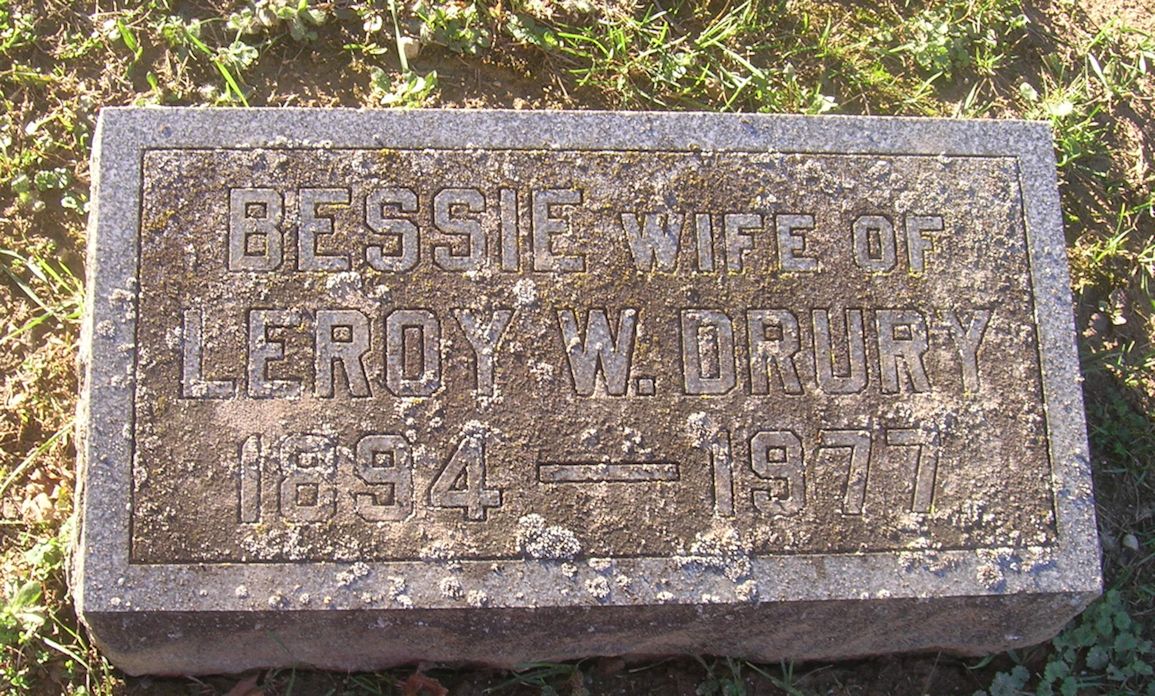 BESSIE WIFE OF
LEROY W. DRURY
1894 — 1977